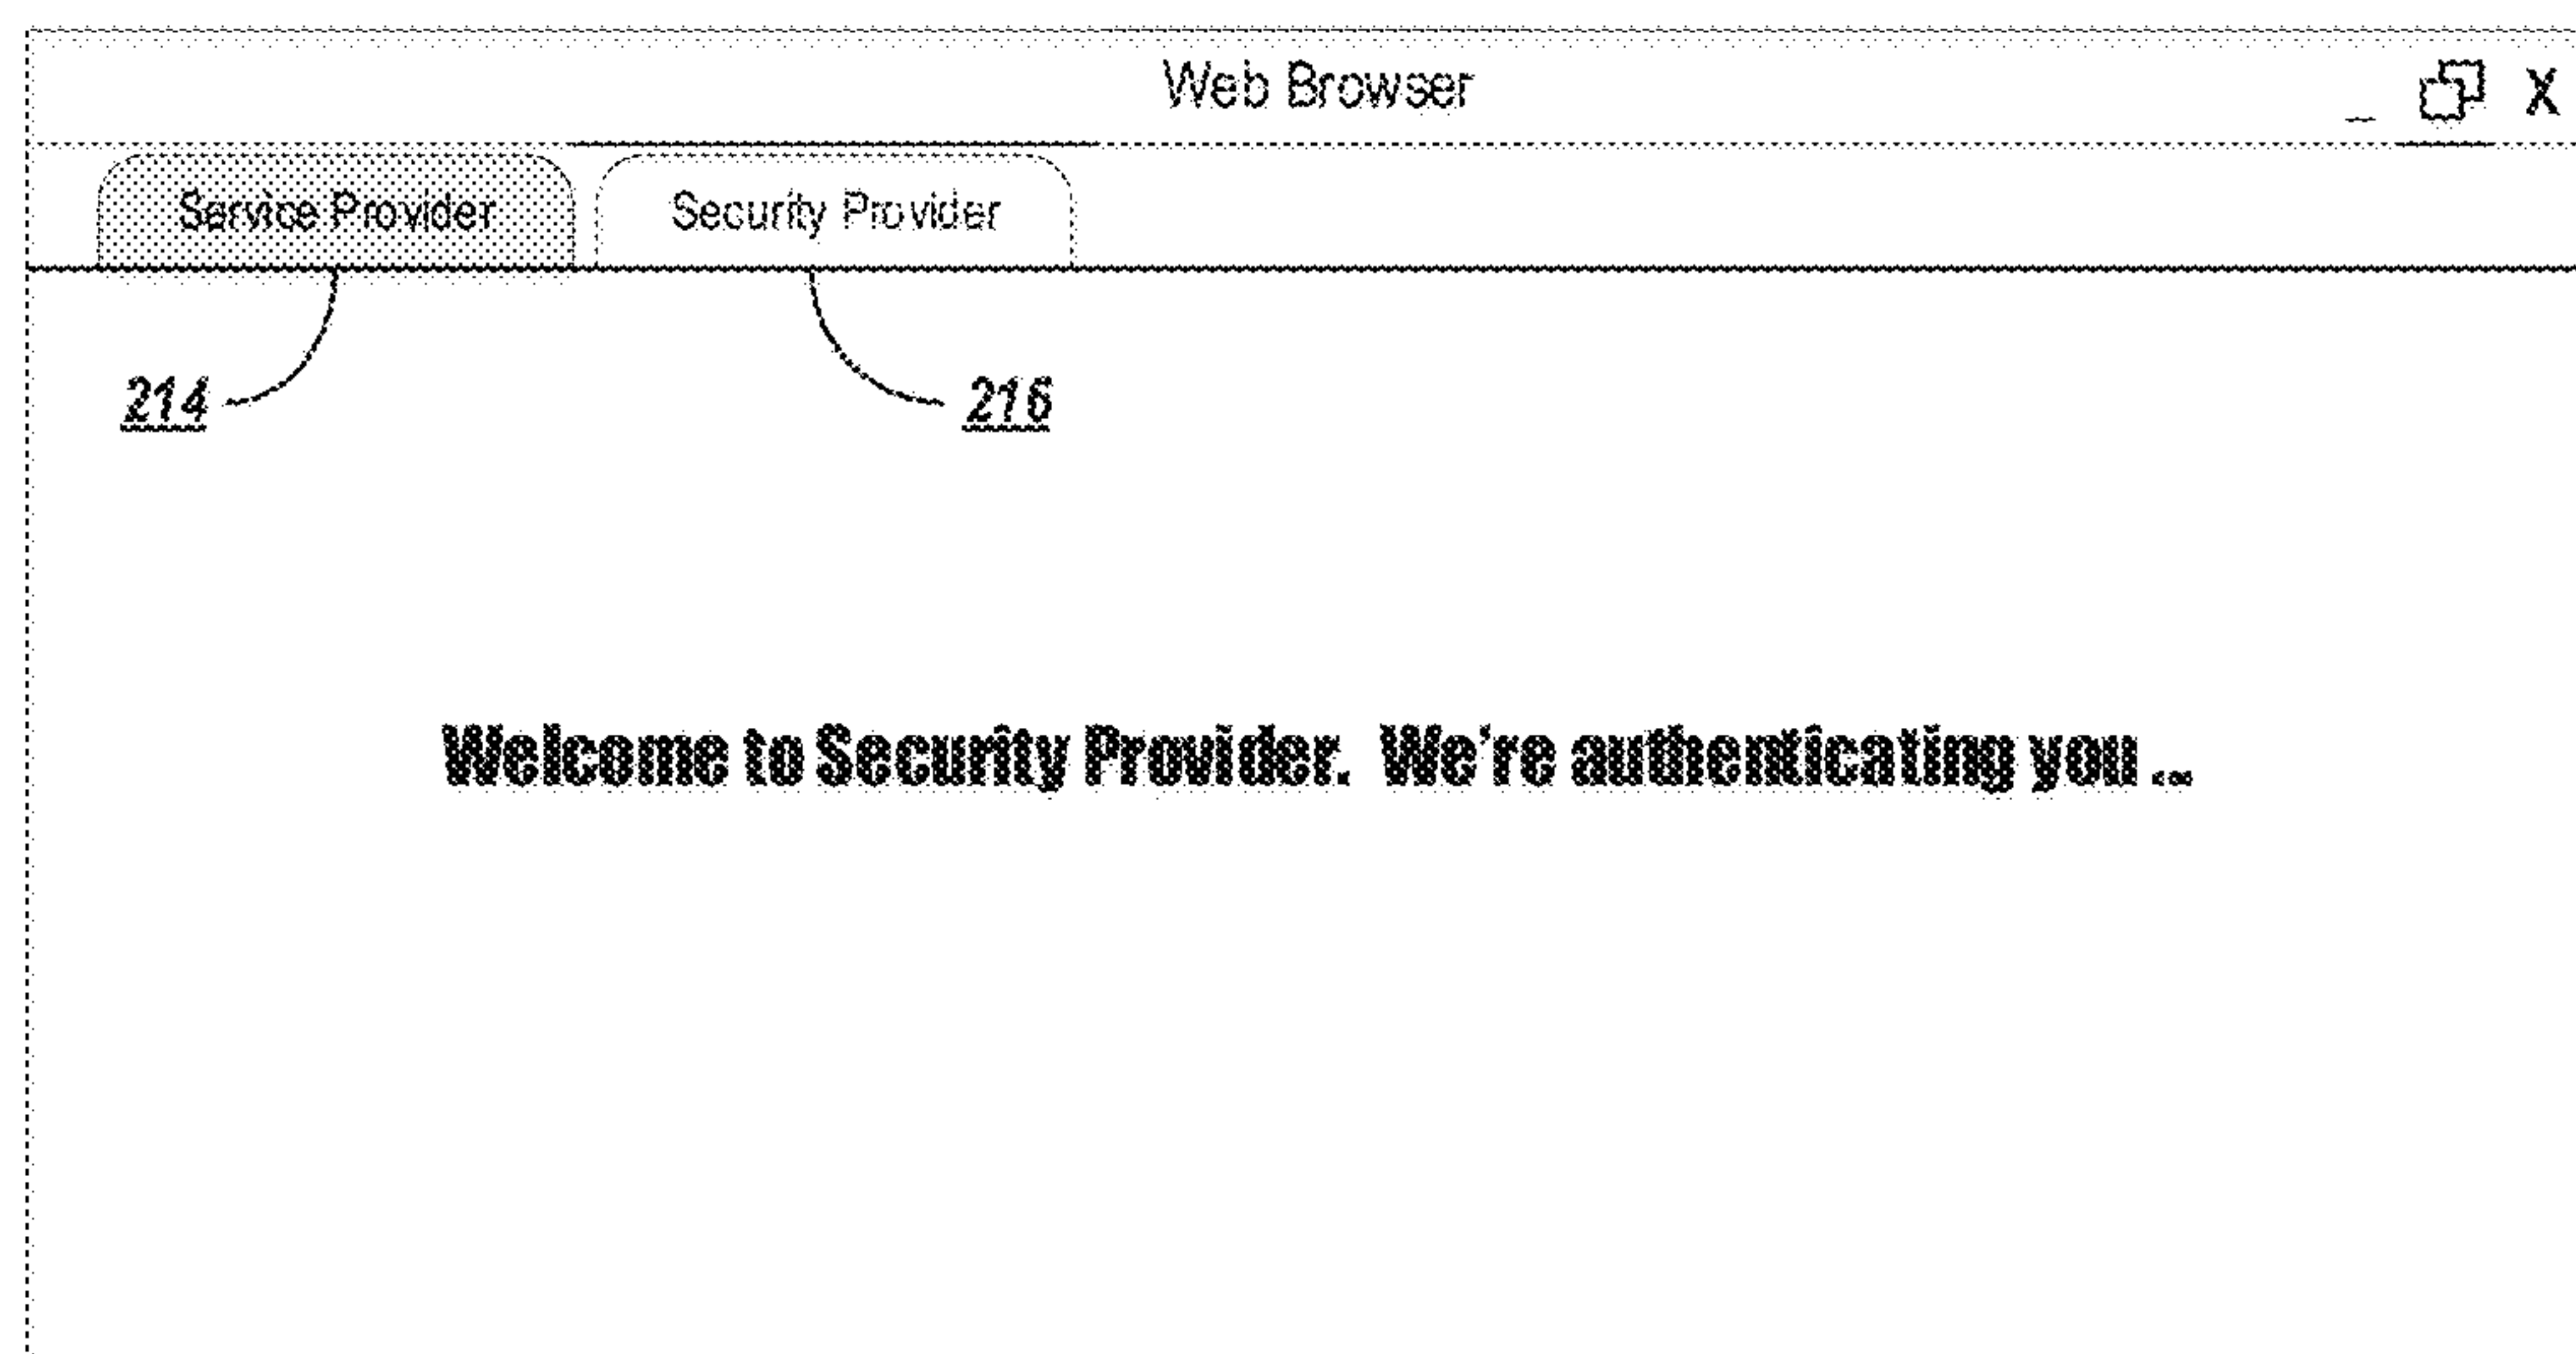 Web Browser _ X
Service Provider Security Provider
214 216
Welcome to Security Provider. We're authenticating you ...